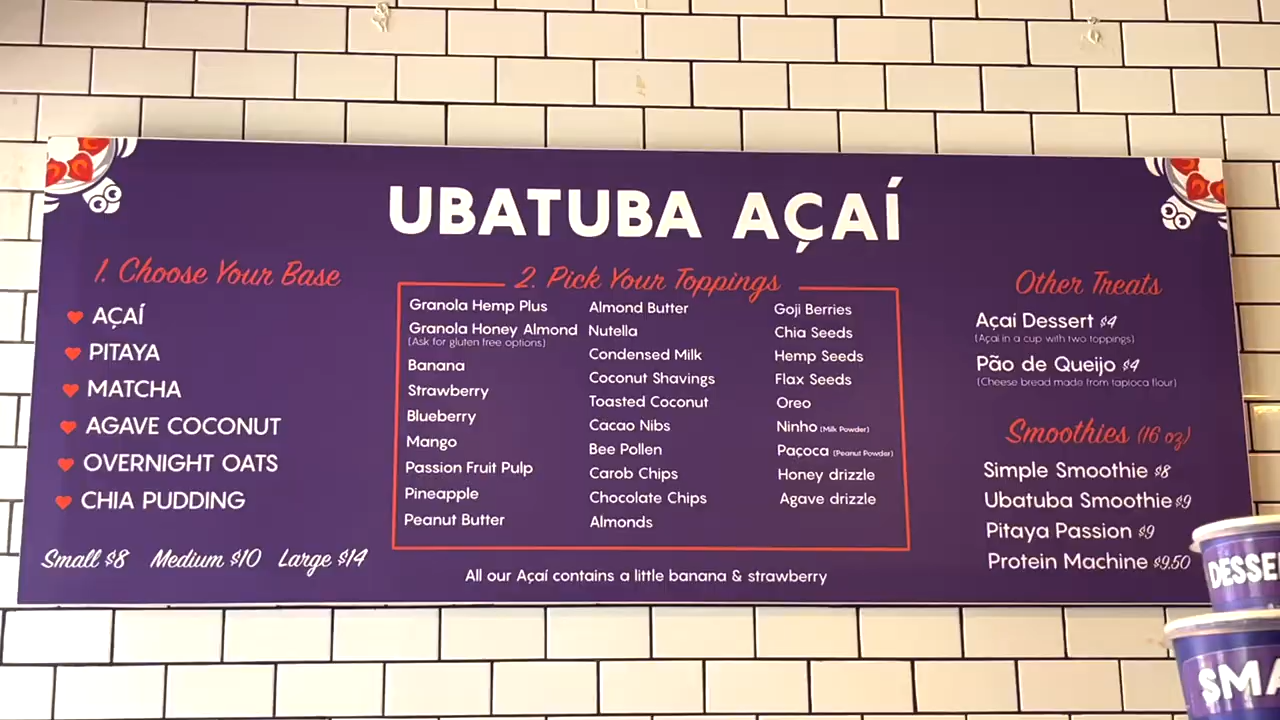 UBATUBA AÇAÍ
1. Choose Your Base
AÇAÍ
PITAYA
MATCHA
AGAVE COCONUT
OVERNIGHT OATS
CHIA PUDDING
Small $8 Medium $10 Large $14
2. Pick Your Toppings
Granola Hemp Plus
Granola Honey Almond
(Ask for gluten free options)
Banana
Strawberry
Blueberry
Mango
Passion Fruit Pulp
Pineapple
Peanut Butter
Almond Butter
Nutella
Condensed Milk
Coconut Shavings
Toasted Coconut
Cacao Nibs
Bee Pollen
Carob Chips
Chocolate Chips
Almonds
Goji Berries
Chia Seeds
Hemp Seeds
Flax Seeds
Oreo
Ninho (Milk Powder)
Paçoca (Peanut Powder)
Honey drizzle
Agave drizzle
All our Açaí contains a little banana & strawberry
Other Treats
Açaí Dessert $4
(Açaí in a cup with two toppings)
Pão de Queijo $4
(Cheese bread made from tapioca flour)
Smoothies (16 oz)
Simple Smoothie $8
Ubatuba Smoothie $9
Pitaya Passion $9
Protein Machine $9.50
DESSE
SMA